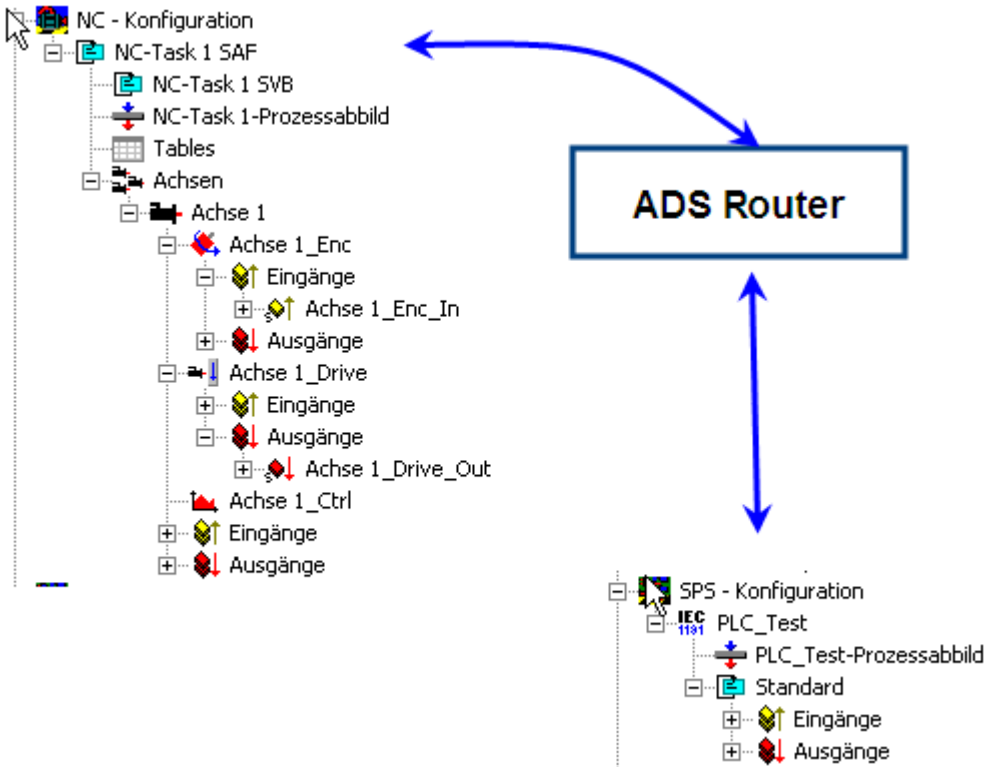 NC - Konfiguration
NC-Task 1 SAF
NC-Task 1 SVB
NC-Task 1-Prozessabbild
Tables
Achsen
Achse 1
Achse 1_Enc
Eingänge
Achse 1_Enc_In
Ausgänge
Achse 1_Drive
Eingänge
Ausgänge
Achse 1_Drive_Out
Achse 1_Ctrl
Eingänge
Ausgänge
ADS Router
SPS - Konfiguration
IEC
1131
PLC_Test
PLC_Test-Prozessabbild
Standard
Eingänge
Ausgänge